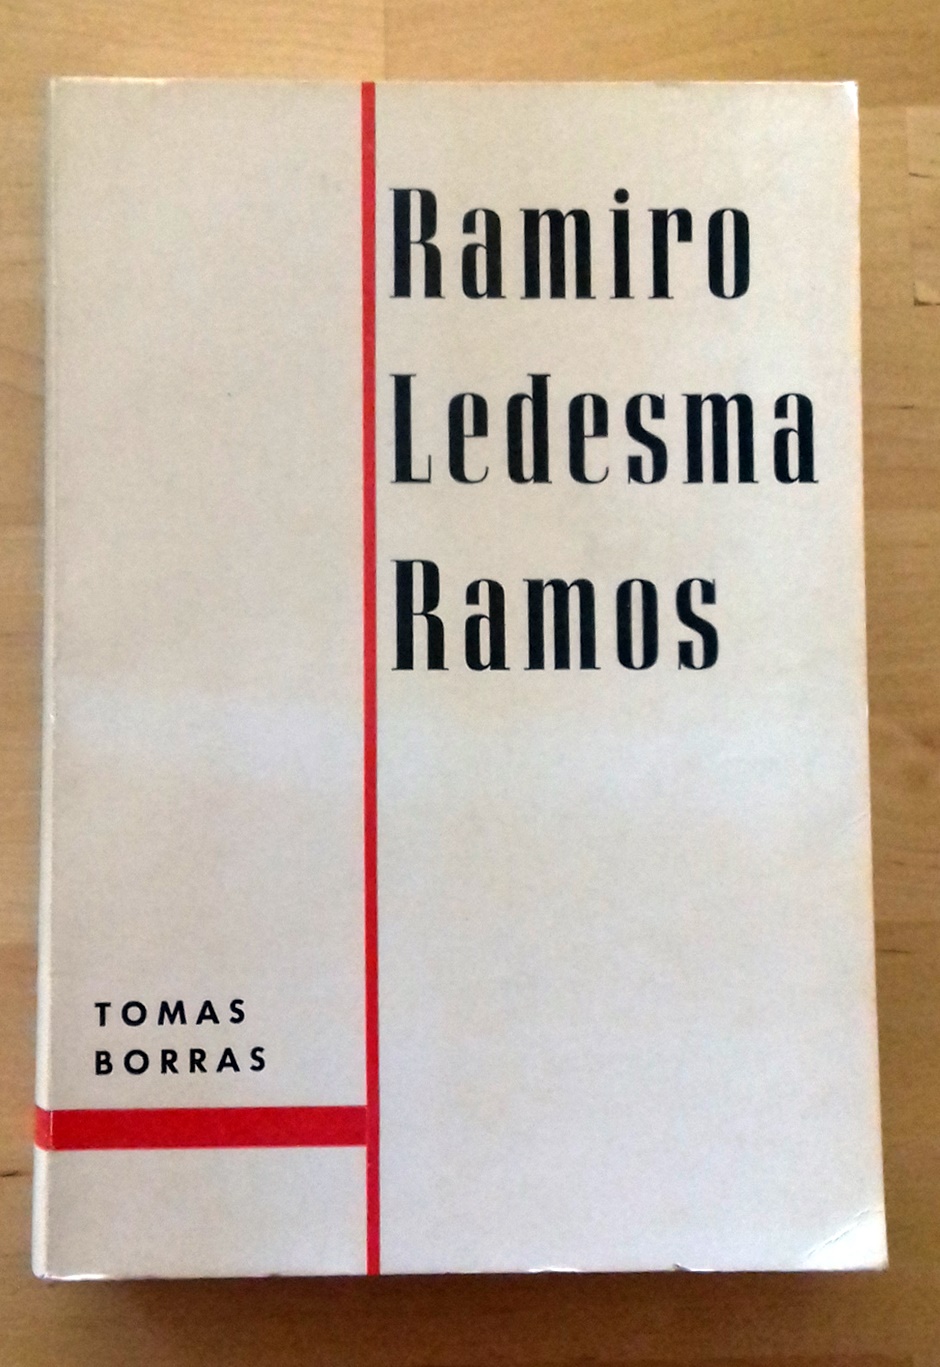 Ramiro
Ledesma
Ramos
TOMAS
BORRAS